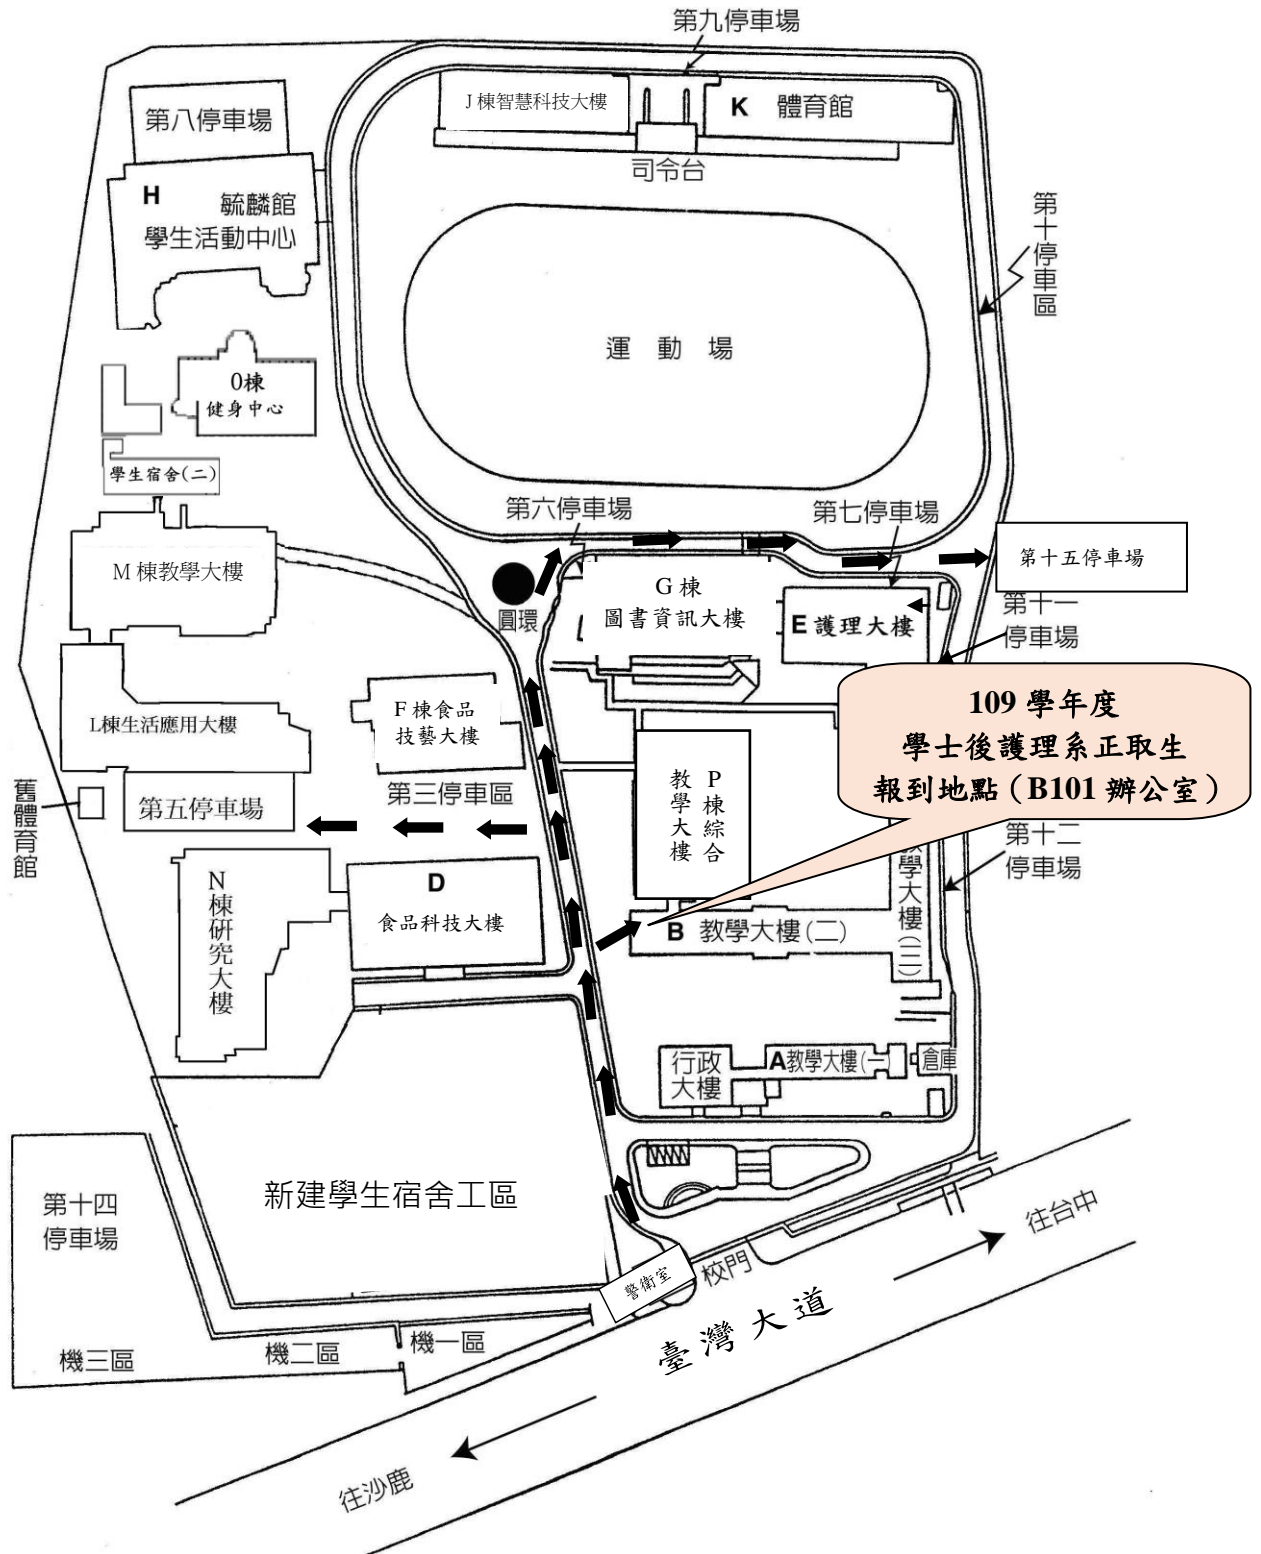 第九停車場
J棟智慧科技大樓
K 體育館
第八停車場
司令台
H 毓麟館
學生活動中心
第十停車區
運動場
O棟
健身中心
學生宿舍(二)
第六停車場
第七停車場
M棟教學大樓
圓環
G棟
圖書資訊大樓
E護理大樓
第十五停車場
第十一
停車場
109 學年度
學士後護理系正取生
報到地點（B101 辦公室）
L棟生活應用大樓
F棟食品
技藝大樓
P棟綜合
教學大樓
第三停車區
第五停車場
舊體育館
第十二
停車場
N棟研究大樓
D
食品科技大樓
B 教學大樓(二)
教學大樓(三)
行政
大樓
A教學大樓(一)
倉庫
新建學生宿舍工區
第十四
停車場
往台中
校門
警衛室
臺灣大道
機一區
機二區
機三區
往沙鹿